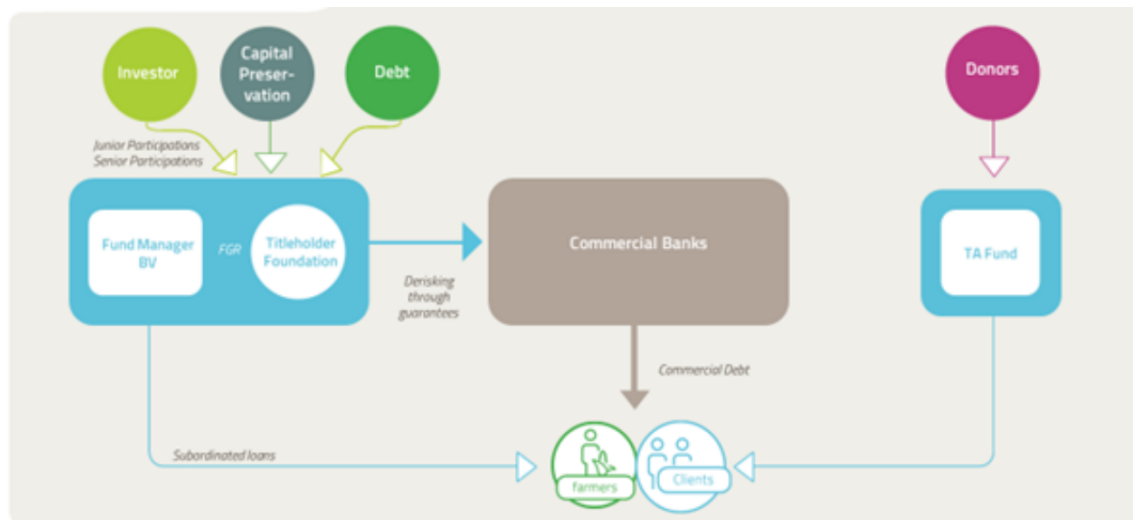 Investor
Capital
Preser-
vation
Debt
Donors
Junior Participations
Senior Participations
Fund Manager
BV
FGR
Titleholder
Foundation
Commercial Banks
TA Fund
Derisking
through
guarantees
Commercial Debt
Subordinated loans
farmers
Clients